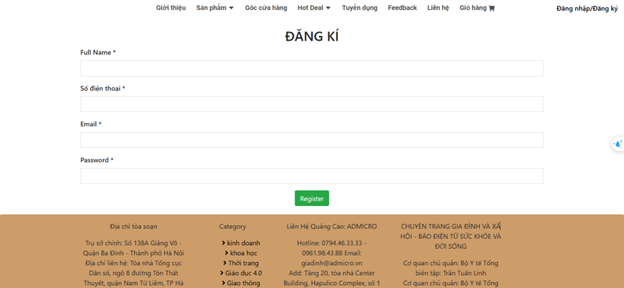 Giới thiệu Sản phẩm Góc cửa hàng Hot Deal Tuyển dụng Feedback Liên hệ Giỏ hàng Đăng nhập/Đăng ký
ĐĂNG KÍ
Full Name *
Số điện thoại *
Email *
Password *
Register
Địa chỉ tòa soạn
Trụ sở chính: Số 138A Giảng Võ -
Quận Ba Đình - Thành phố Hà Nội
Địa chỉ liên hệ: Tòa nhà Cổng cục
Dân số, ngõ 8 đường Tôn Thất
Thuyết, quận Nam Từ Liêm, TP Hà
Category
kinh doanh
khoa học
Thời trang
Giáo dục 4.0
Giao thông
Liên Hệ Quảng Cáo: ADMICRO
Hotline: 0794.46.33.33 -
0961.98.43.88 Email:
giadinh@admicro.vn
Add: Tầng 20, tòa nhà Center
Building, Hapulico Complex, số 1
CHUYÊN TRANG GIA ĐÌNH VÀ XÃ
HỘI - BÁO ĐIỆN TỬ SỨC KHỎE VÀ
ĐỜI SỐNG
Cơ quan chủ quản: Bộ Y tế Tổng
biên tập: Trần Tuấn Linh
Cơ quan chủ quản: Bộ Y tế Tổng